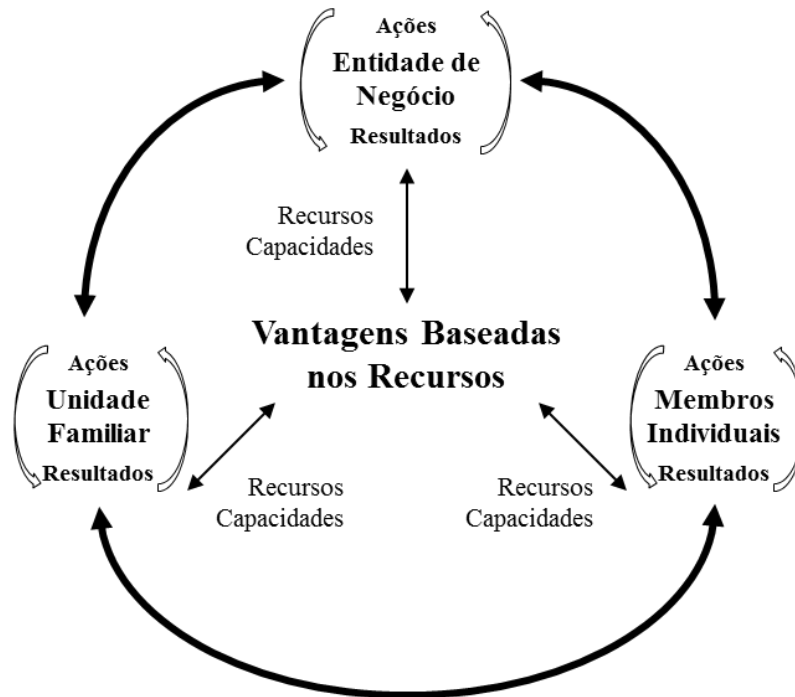 Ações
Entidade de
Negócio
Resultados
Recursos
Capacidades
Vantagens Baseadas
nos Recursos
Ações
Unidade
Familiar
Resultados
Recursos
Capacidades
Recursos
Capacidades
Ações
Membros
Individuais
Resultados